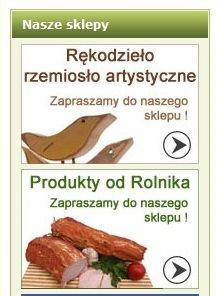 Nasze sklepy
Rękodzieło
rzemiosło artystyczne
Zapraszamy do naszego
sklepu !
Produkty od Rolnika
Zapraszamy do naszego
sklepu !